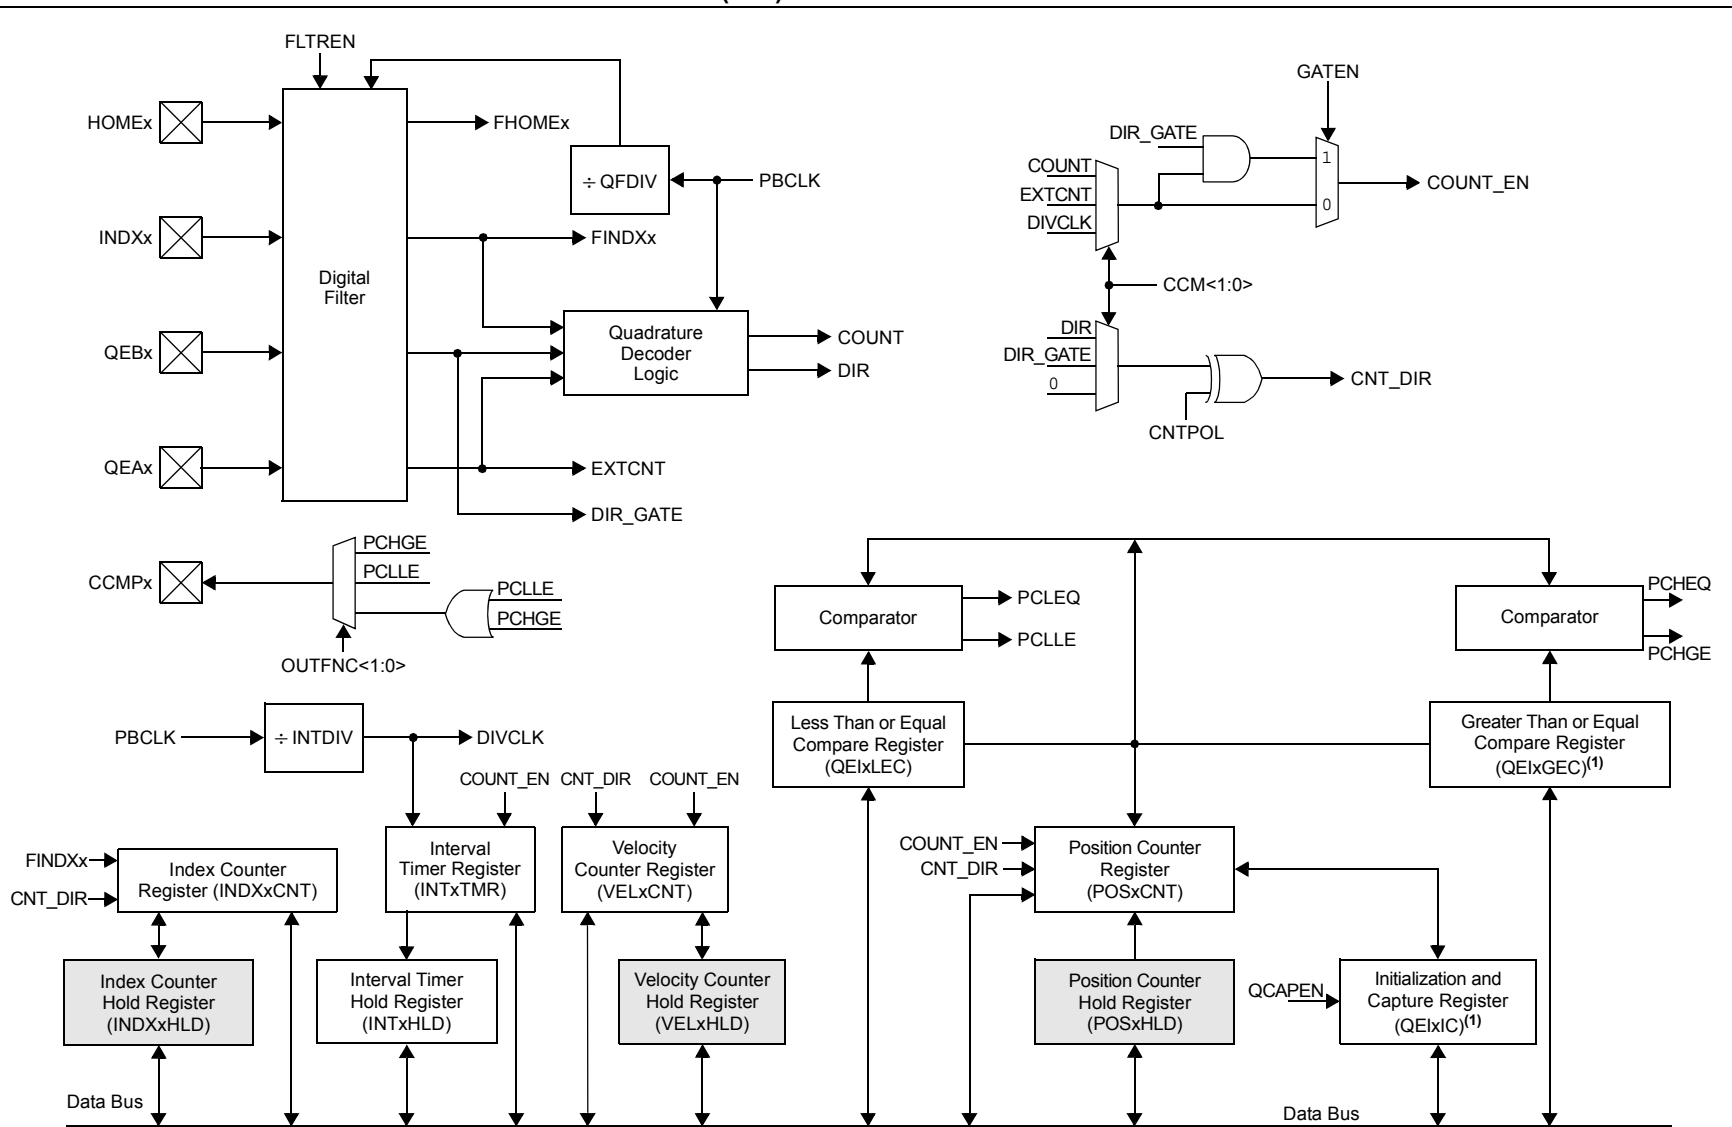 FLTREN
HOMEx
FHOMEx
÷ QFDIV
PBCLK
INDXx
FINDXx
Digital
Filter
QEBx
Quadrature
Decoder
Logic
COUNT
DIR
QEAx
EXTCNT
DIR_GATE
GATEN
DIR_GATE
COUNT
EXTCNT
DIVCLK
1
0
COUNT_EN
CCM<1:0>
DIR
DIR_GATE
0
CNT_DIR
CNTPOL
CCMPx
PCHGE
PCLLE
PCLLE
PCHGE
OUTFNC<1:0>
Comparator
PCLEQ
PCLLE
Comparator
PCHEQ
PCHGE
PBCLK
÷ INTDIV
DIVCLK
Less Than or Equal
Compare Register
(QEIxLEC)
Greater Than or Equal
Compare Register
(QEIxGEC)(1)
COUNT_EN
CNT_DIR
COUNT_EN
FINDXx
CNT_DIR
Index Counter
Register (INDXxCNT)
Interval
Timer Register
(INTxTMR)
Velocity
Counter Register
(VELxCNT)
COUNT_EN
CNT_DIR
Position Counter
Register
(POSxCNT)
Index Counter
Hold Register
(INDXxHLD)
Interval Timer
Hold Register
(INTxHLD)
Velocity Counter
Hold Register
(VELxHLD)
Position Counter
Hold Register
(POSxHLD)
QCAPEN
Initialization and
Capture Register
(QEIxIC)(1)
Data Bus
Data Bus